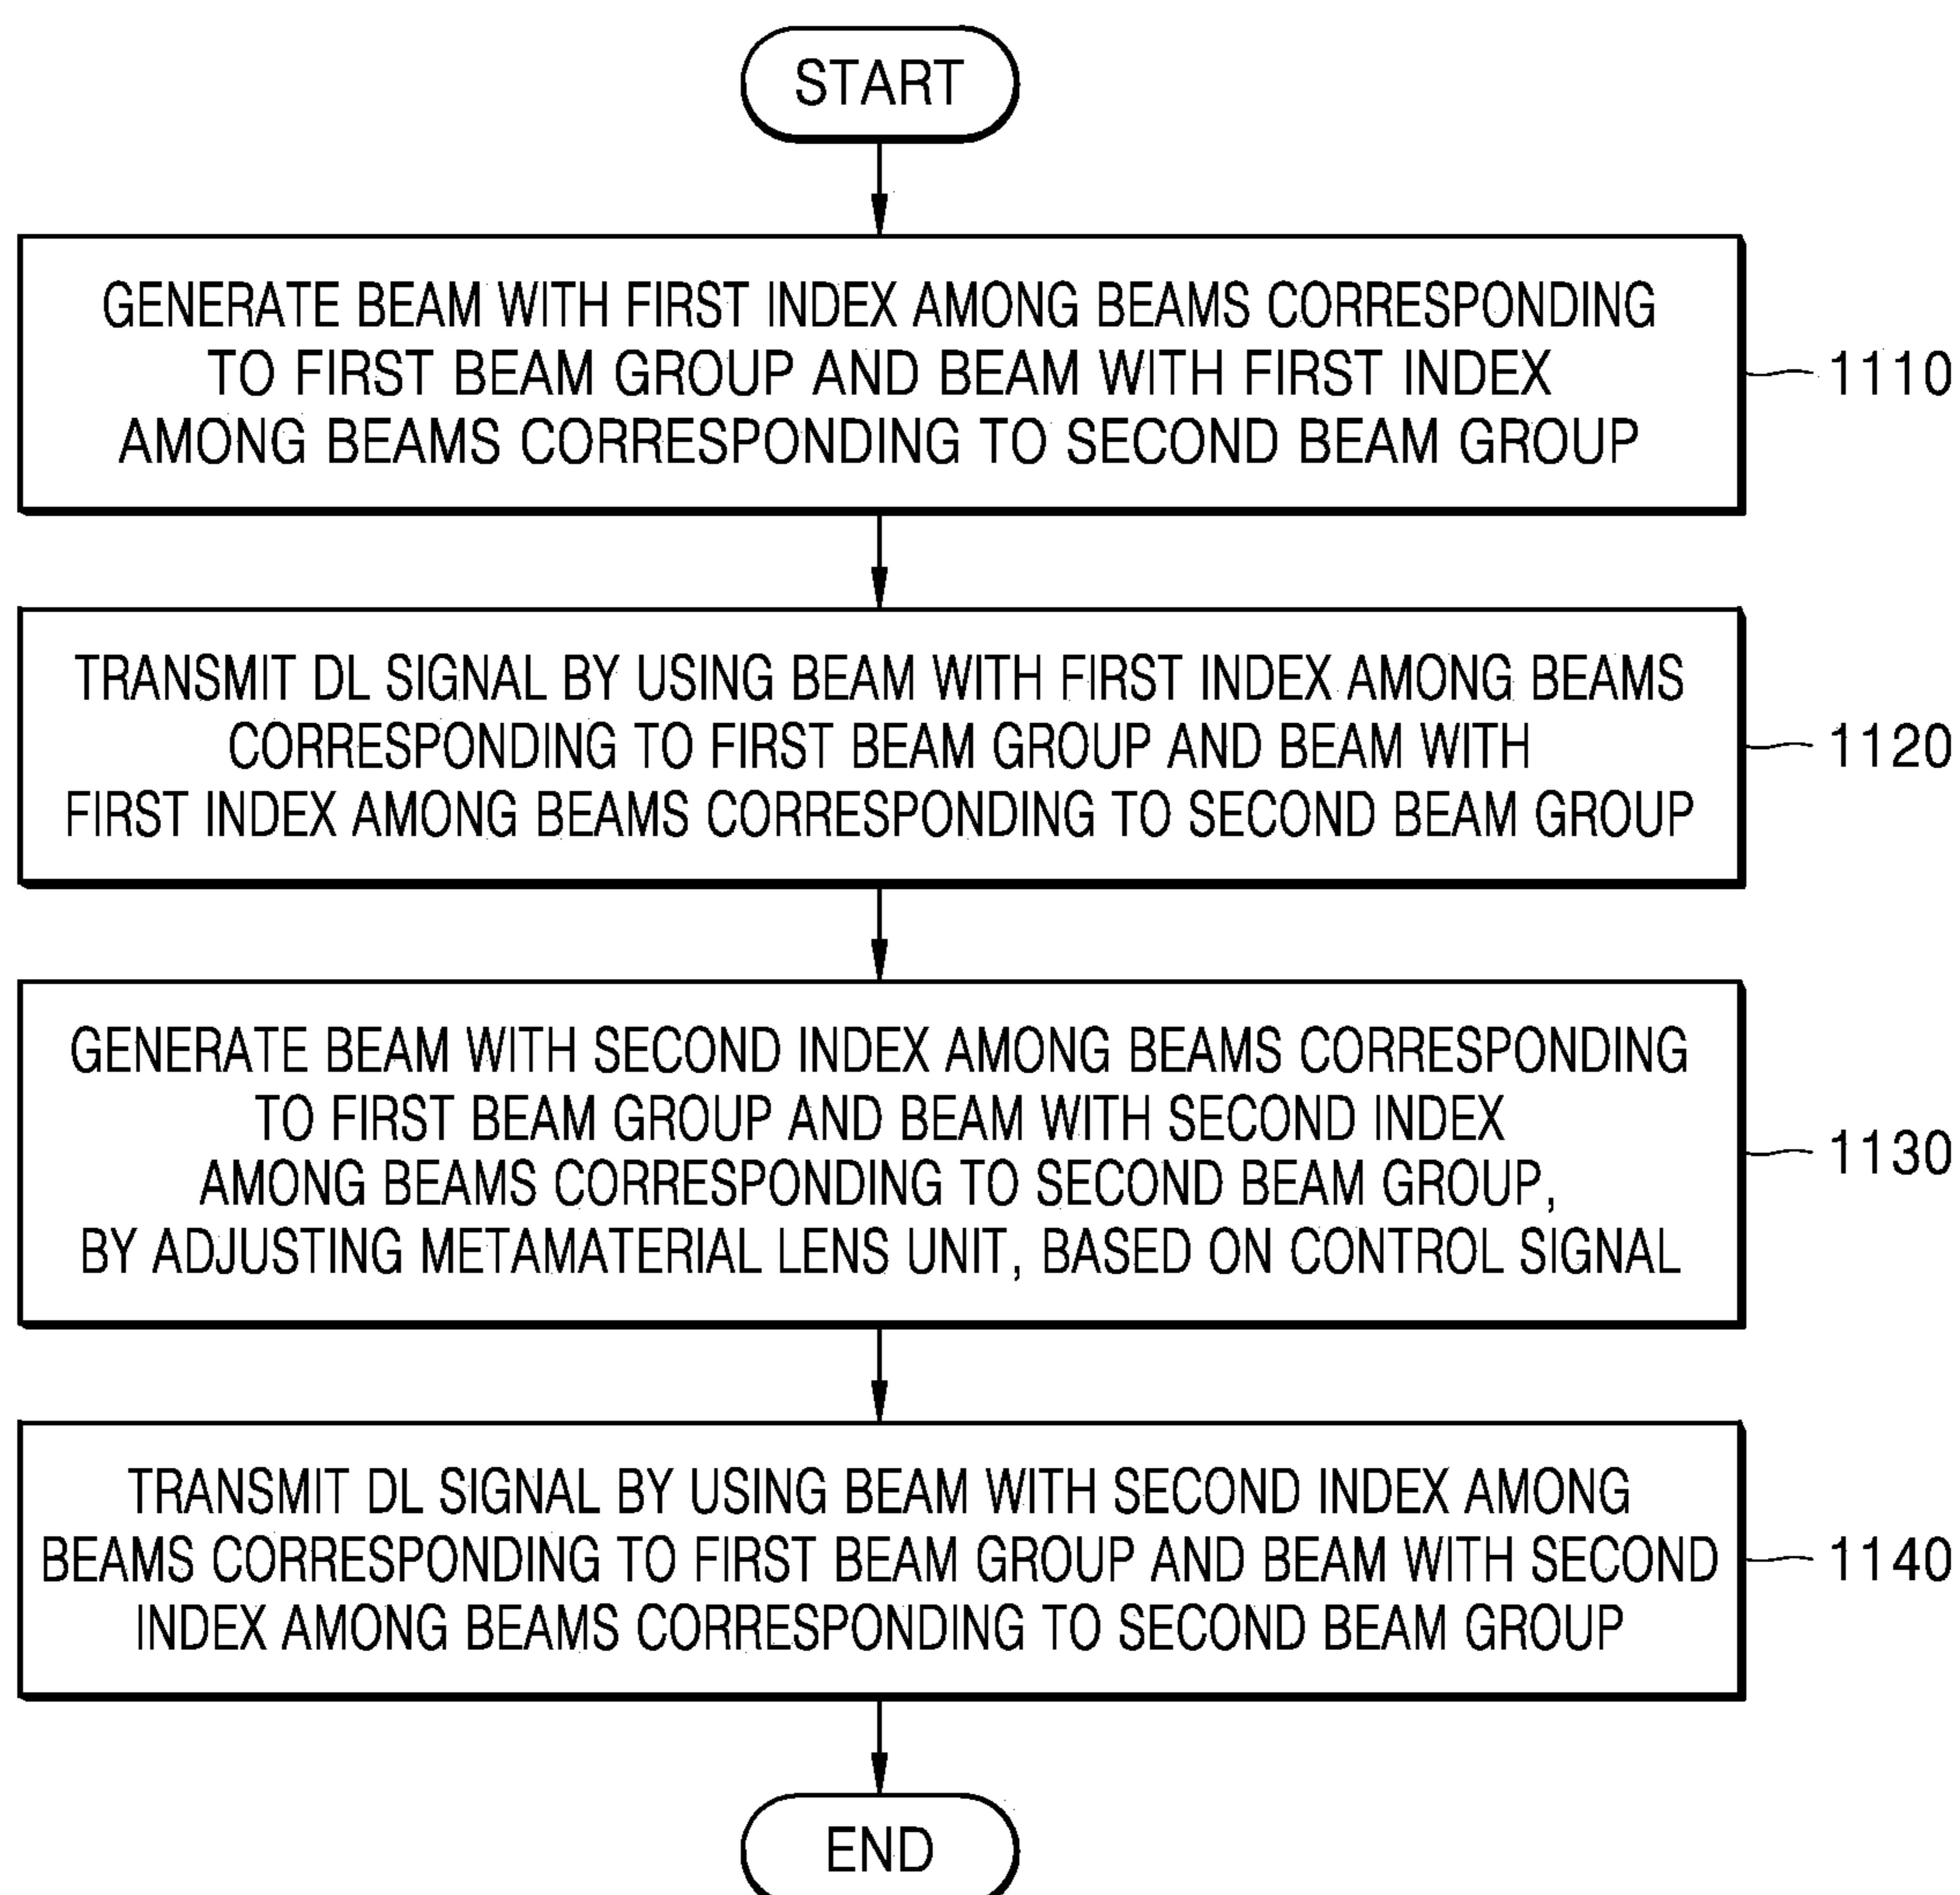 START
GENERATE BEAM WITH FIRST INDEX AMONG BEAMS CORRESPONDING
TO FIRST BEAM GROUP AND BEAM WITH FIRST INDEX
AMONG BEAMS CORRESPONDING TO SECOND BEAM GROUP
1110
TRANSMIT DL SIGNAL BY USING BEAM WITH FIRST INDEX AMONG BEAMS
CORRESPONDING TO FIRST BEAM GROUP AND BEAM WITH
FIRST INDEX AMONG BEAMS CORRESPONDING TO SECOND BEAM GROUP
1120
GENERATE BEAM WITH SECOND INDEX AMONG BEAMS CORRESPONDING
TO FIRST BEAM GROUP AND BEAM WITH SECOND INDEX
AMONG BEAMS CORRESPONDING TO SECOND BEAM GROUP,
BY ADJUSTING METAMATERIAL LENS UNIT, BASED ON CONTROL SIGNAL
1130
TRANSMIT DL SIGNAL BY USING BEAM WITH SECOND INDEX AMONG
BEAMS CORRESPONDING TO FIRST BEAM GROUP AND BEAM WITH SECOND
INDEX AMONG BEAMS CORRESPONDING TO SECOND BEAM GROUP
1140
END